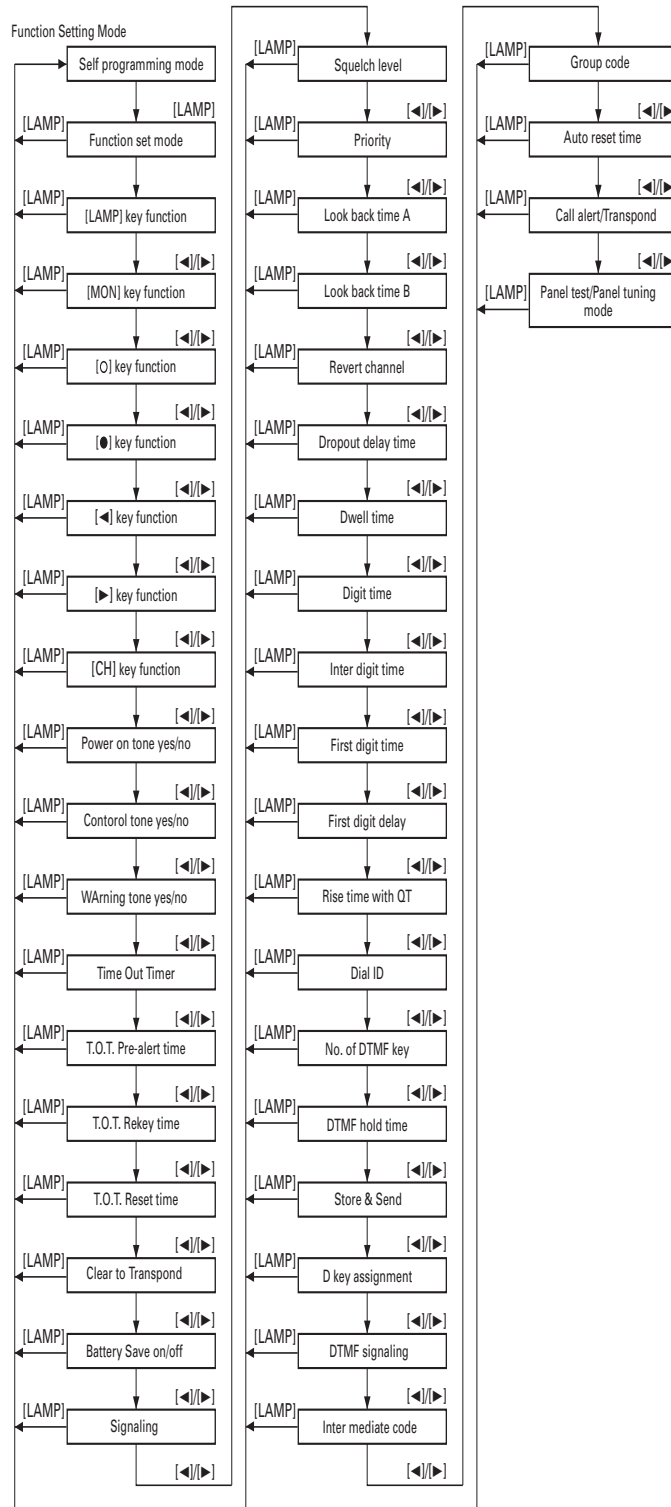 Function Setting Mode
Self programming mode
[LAMP]
[LAMP]
Function set mode
[LAMP]
[LAMP] key function
[◀]/[▶]
[LAMP]
[MON] key function
[◀]/[▶]
[LAMP]
[○] key function
[◀]/[▶]
[LAMP]
[●] key function
[◀]/[▶]
[LAMP]
[◀] key function
[◀]/[▶]
[LAMP]
[▶] key function
[◀]/[▶]
[LAMP]
[CH] key function
[◀]/[▶]
[LAMP]
Power on tone yes/no
[◀]/[▶]
[LAMP]
Contorol tone yes/no
[◀]/[▶]
[LAMP]
WArning tone yes/no
[◀]/[▶]
[LAMP]
Time Out Timer
[◀]/[▶]
[LAMP]
T.O.T. Pre-alert time
[◀]/[▶]
[LAMP]
T.O.T. Rekey time
[◀]/[▶]
[LAMP]
T.O.T. Reset time
[◀]/[▶]
[LAMP]
Clear to Transpond
[◀]/[▶]
[LAMP]
Battery Save on/off
[◀]/[▶]
[LAMP]
Signaling
[◀]/[▶]
[LAMP]
Squelch level
[◀]/[▶]
[LAMP]
Priority
[◀]/[▶]
[LAMP]
Look back time A
[◀]/[▶]
[LAMP]
Look back time B
[◀]/[▶]
[LAMP]
Revert channel
[◀]/[▶]
[LAMP]
Dropout delay time
[◀]/[▶]
[LAMP]
Dwell time
[◀]/[▶]
[LAMP]
Digit time
[◀]/[▶]
[LAMP]
Inter digit time
[◀]/[▶]
[LAMP]
First digit time
[◀]/[▶]
[LAMP]
First digit delay
[◀]/[▶]
[LAMP]
Rise time with QT
[◀]/[▶]
[LAMP]
Dial ID
[◀]/[▶]
[LAMP]
No. of DTMF key
[◀]/[▶]
[LAMP]
DTMF hold time
[◀]/[▶]
[LAMP]
Store & Send
[◀]/[▶]
[LAMP]
D key assignment
[◀]/[▶]
[LAMP]
DTMF signaling
[◀]/[▶]
[LAMP]
Inter mediate code
[◀]/[▶]
[LAMP]
Group code
[◀]/[▶
[LAMP]
Auto reset time
[◀]/[▶
[LAMP]
Call alert/Transpond
[◀]/[▶
[LAMP]
Panel test/Panel tuning
mode